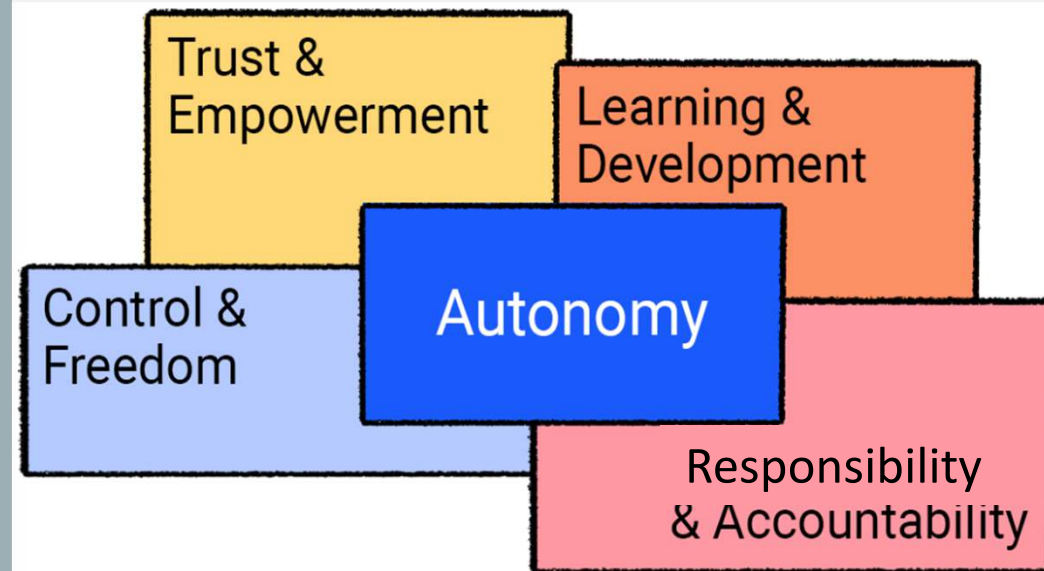 Trust &
Empowerment
Learning &
Development
Control &
Freedom
Autonomy
Responsibility
& Accountability